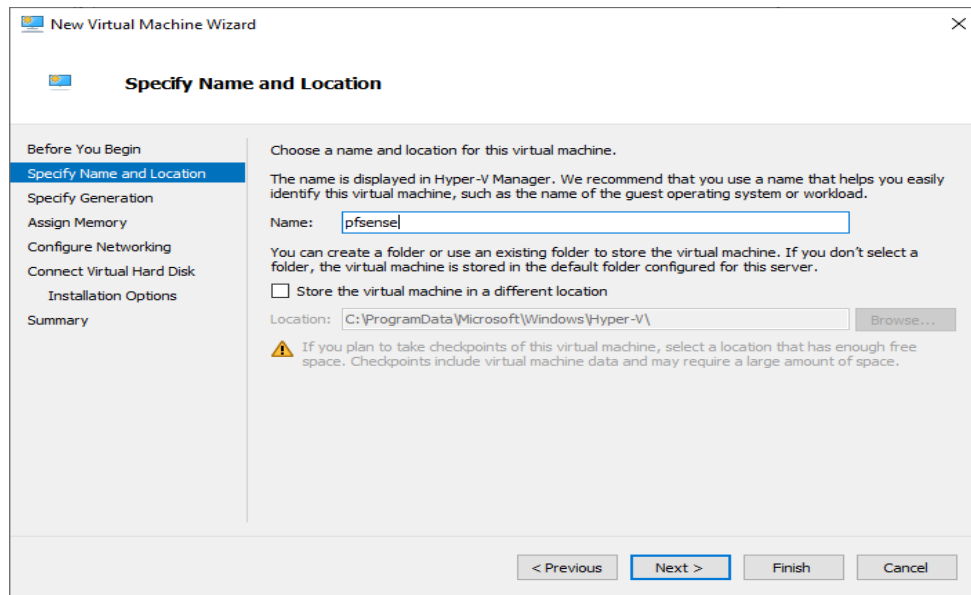 New Virtual Machine Wizard
Specify Name and Location
Before You Begin
Specify Name and Location
Specify Generation
Assign Memory
Configure Networking
Connect Virtual Hard Disk
Installation Options
Summary
Choose a name and location for this virtual machine.
The name is displayed in Hyper-V Manager. We recommend that you use a name that helps you easily
identify this virtual machine, such as the name of the guest operating system or workload.
Name: pfsense
You can create a folder or use an existing folder to store the virtual machine. If you don't select a
folder, the virtual machine is stored in the default folder configured for this server.
Store the virtual machine in a different location
Location: C:\ProgramData\Microsoft\Windows\Hyper-V\ Browse...
If you plan to take checkpoints of this virtual machine, select a location that has enough free
space. Checkpoints include virtual machine data and may require a large amount of space.
< Previous Next > Finish Cancel